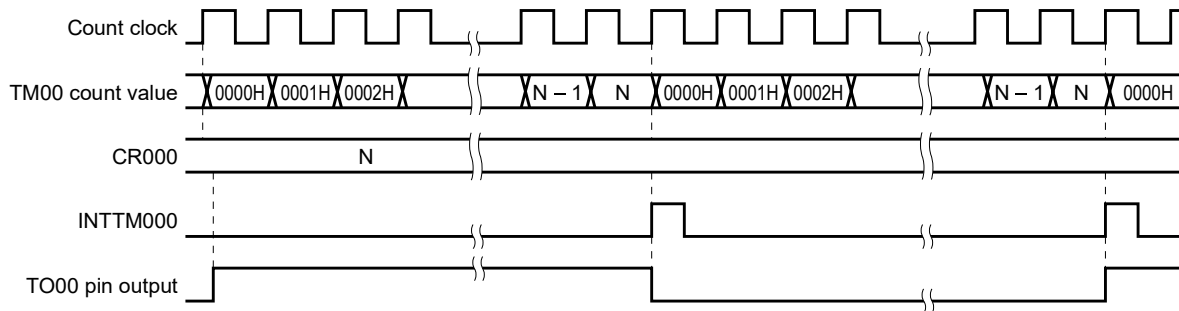 Count clock
TM00 count value 0000H 0001H 0002H N – 1 N 0000H 0001H 0002H N – 1 N 0000H
CR000 N
INTTM000
TO00 pin output